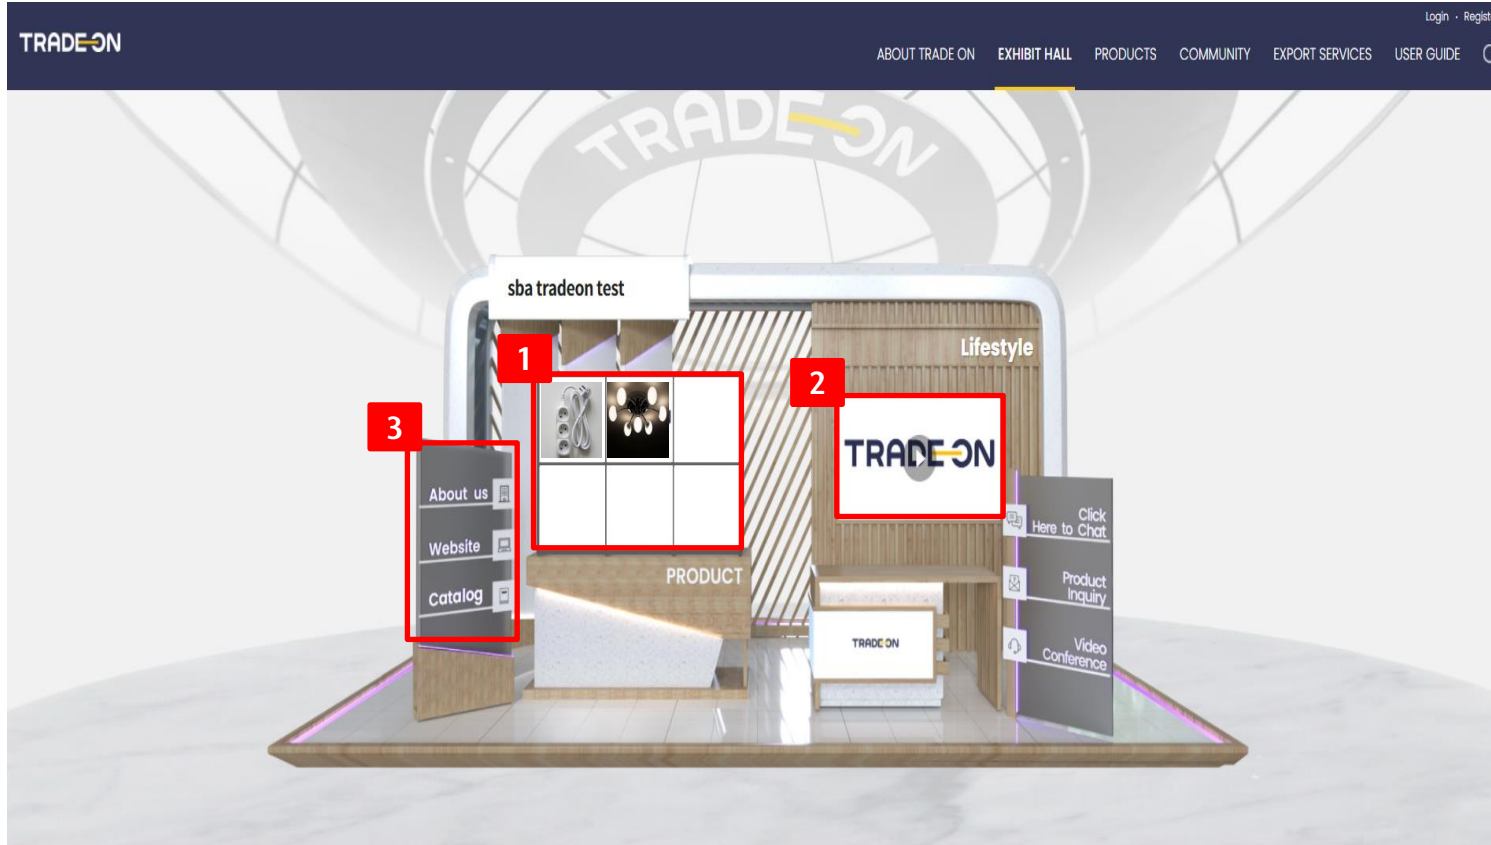 Login · Regist
TRADE ON
ABOUT TRADE ON EXHIBIT HALL PRODUCTS COMMUNITY EXPORT SERVICES USER GUIDE
TRADE ON
sba tradeon test
1
Lifestyle
2
3
TRADE ON
About us
Website
Catalog
PRODUCT
TRADE ON
Click
Here to Chat
Product
Inquiry
Video
Conference